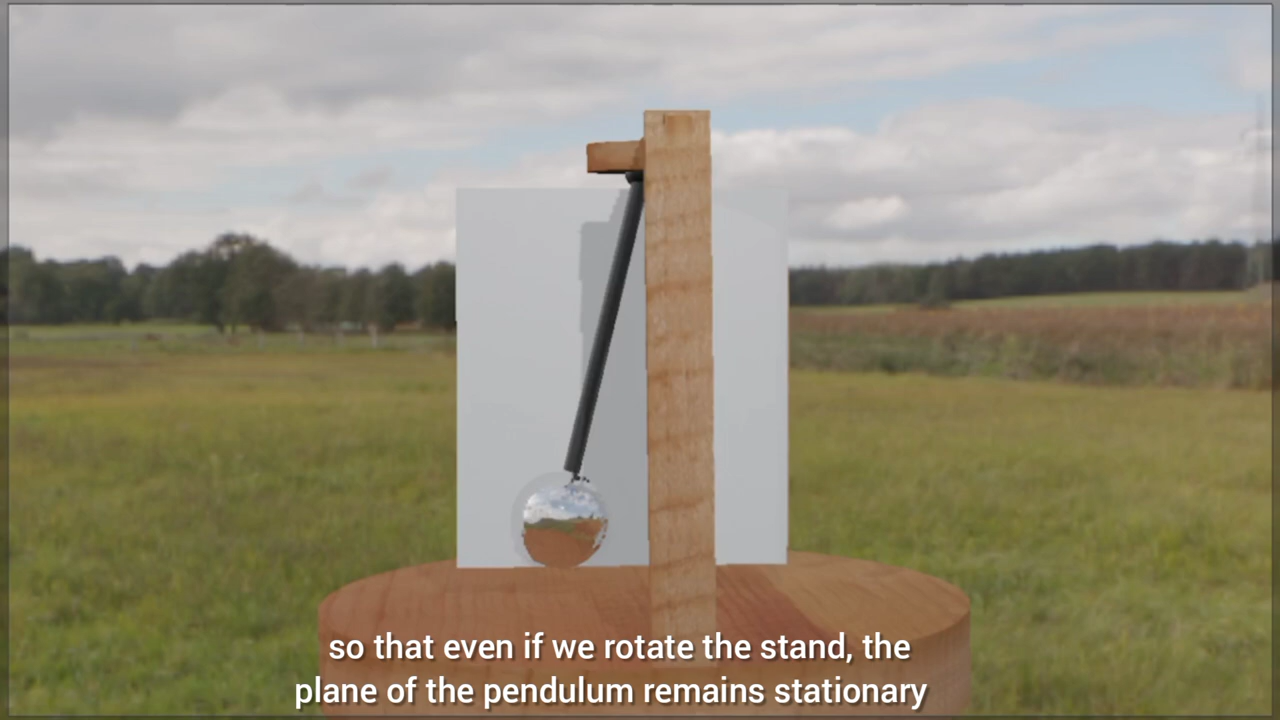 so that even if we rotate the stand, the
plane of the pendulum remains stationary